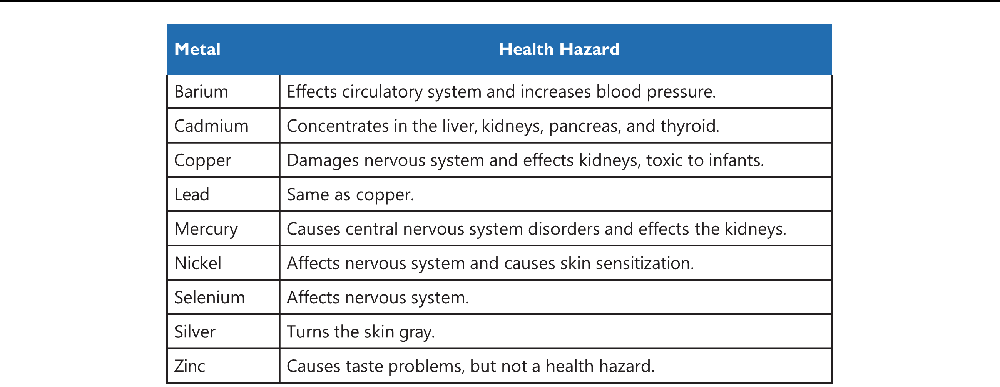 Metal Health Hazard
Barium Effects circulatory system and increases blood pressure.
Cadmium Concentrates in the liver, kidneys, pancreas, and thyroid.
Copper Damages nervous system and effects kidneys, toxic to infants.
Lead Same as copper.
Mercury Causes central nervous system disorders and effects the kidneys.
Nickel Affects nervous system and causes skin sensitization.
Selenium Affects nervous system.
Silver Turns the skin gray.
Zinc Causes taste problems, but not a health hazard.